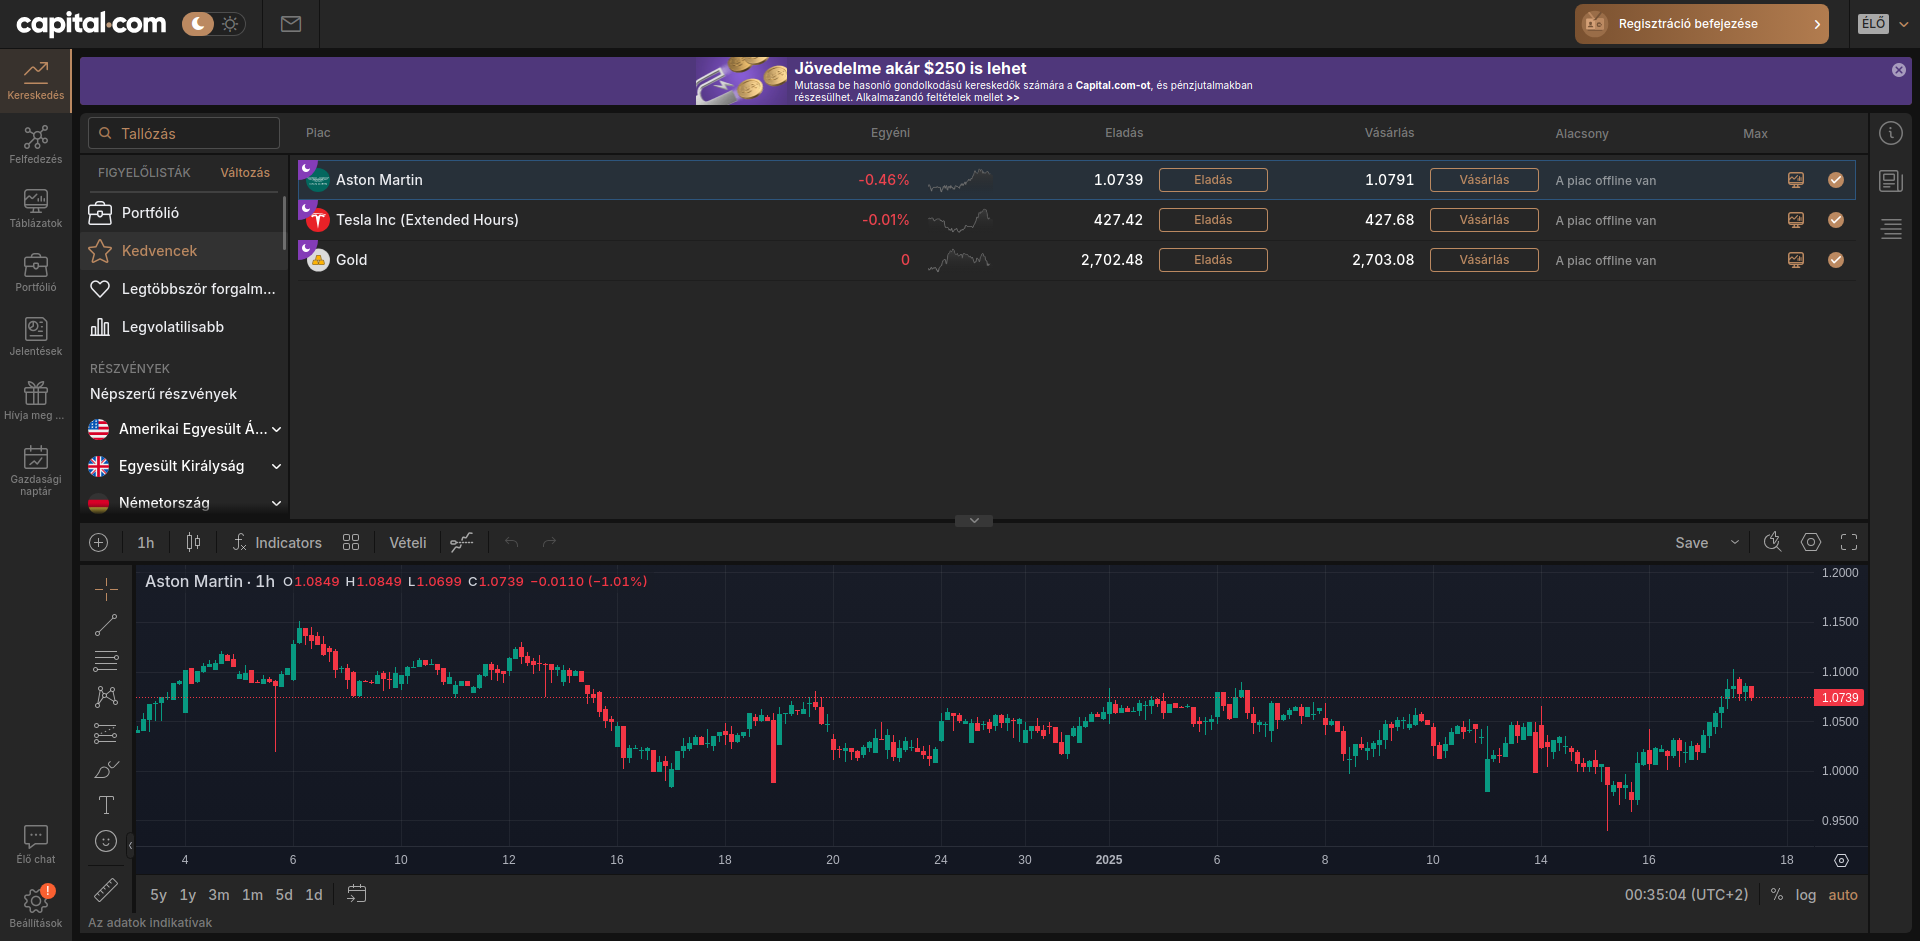 capital.com
Regisztráció befejezése
ÉLŐ
Jövedelme akár $250 is lehet
Mutassa be hasonló gondolkodású kereskedők számára a Capital.com-ot, és pénzjutalmakban
részesülhet. Alkalmazandó feltételek mellet >>
Kereskedés
Felfedezés
Táblázatok
Portfólió
Jelentések
Hívja meg ...
Gazdasági
naptár
Élő chat
!
Beállítások
Tallózás
FIGYELŐLISTÁK Változás
Portfólió
Kedvencek
Legtöbbször forgalm...
Legvolatilisabb
RÉSZVÉNYEK
Népszerű részvények
Amerikai Egyesült Á...
Egyesült Királyság
Németország
Piac Egyéni Eladás Vásárlás Alacsony Max
Aston Martin -0.46% 1.0739 Eladás 1.0791 Vásárlás A piac offline van
Tesla Inc (Extended Hours) -0.01% 427.42 Eladás 427.68 Vásárlás A piac offline van
Gold 0 2,702.48 Eladás 2,703.08 Vásárlás A piac offline van
1h Indicators Vételi Save
Aston Martin · 1h O1.0849 H1.0849 L1.0699 C1.0739 −0.0110 (−1.01%)
1.2000
1.1500
1.1000
1.0739
1.0500
1.0000
0.9500
4 6 10 12 16 18 20 24 30 2025 6 8 10 14 16 18
5y 1y 3m 1m 5d 1d 00:35:04 (UTC+2) % log auto
Az adatok indikatívak